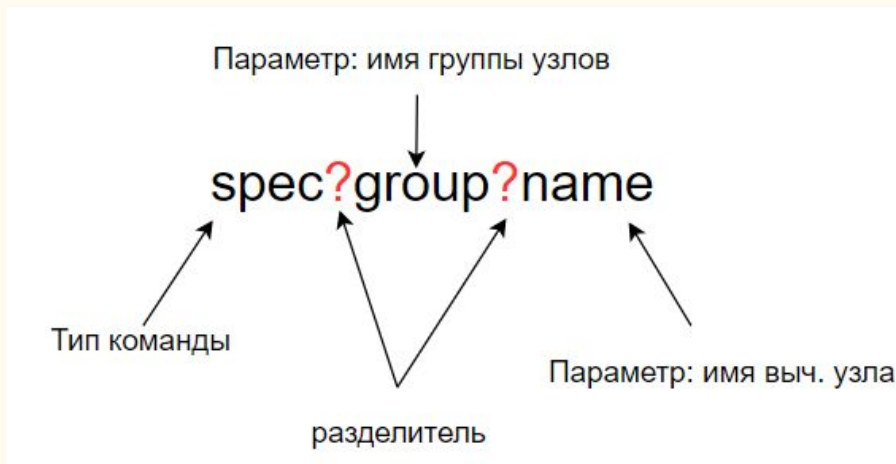 Параметр: имя группы узлов
spec?group?name
Тип команды
Параметр: имя выч. узла
разделитель